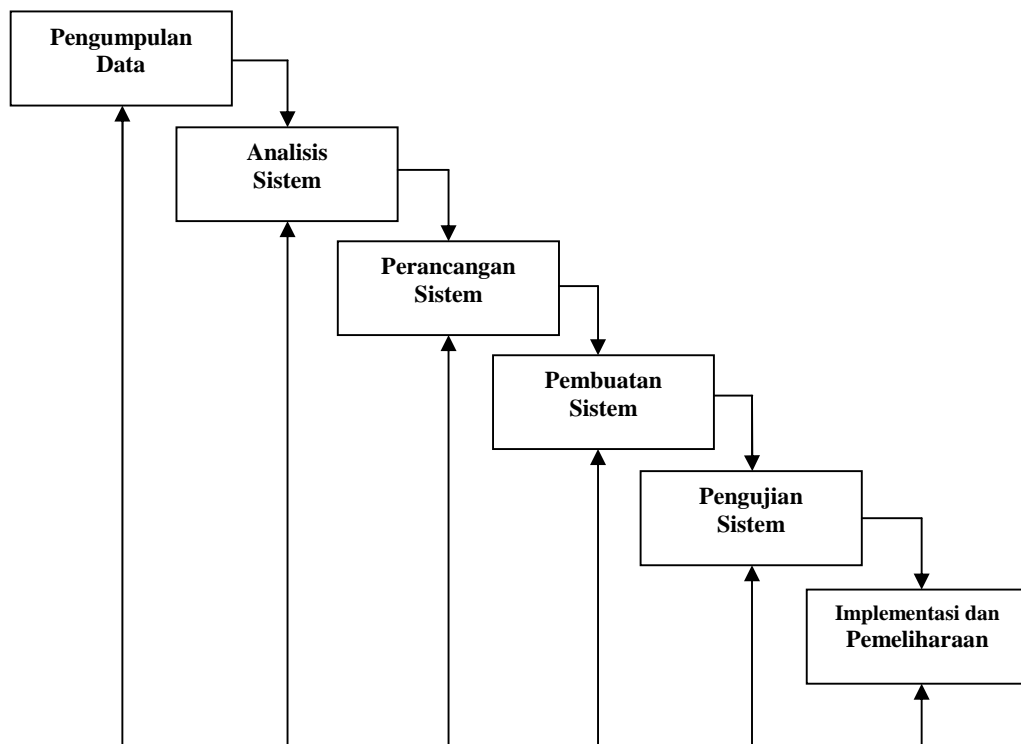 Pengumpulan
Data
Analisis
Sistem
Perancangan
Sistem
Pembuatan
Sistem
Pengujian
Sistem
Implementasi dan
Pemeliharaan